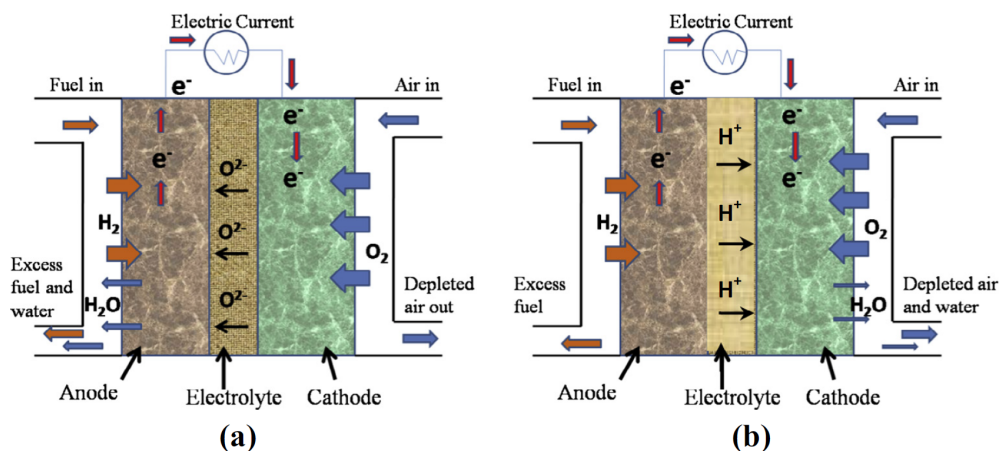 Electric Current
Fuel in
Air in
e-
e-
e-
e-
O²⁻
O²⁻
O²⁻
H₂
O₂
Excess
fuel and
water
H₂O
Depleted
air out
Anode
Electrolyte
Cathode
(a)
Electric Current
Fuel in
Air in
e-
e-
e-
e-
H⁺
H⁺
H⁺
H₂
O₂
Excess
fuel
H₂O
Depleted air
and water
Anode
Electrolyte
Cathode
(b)